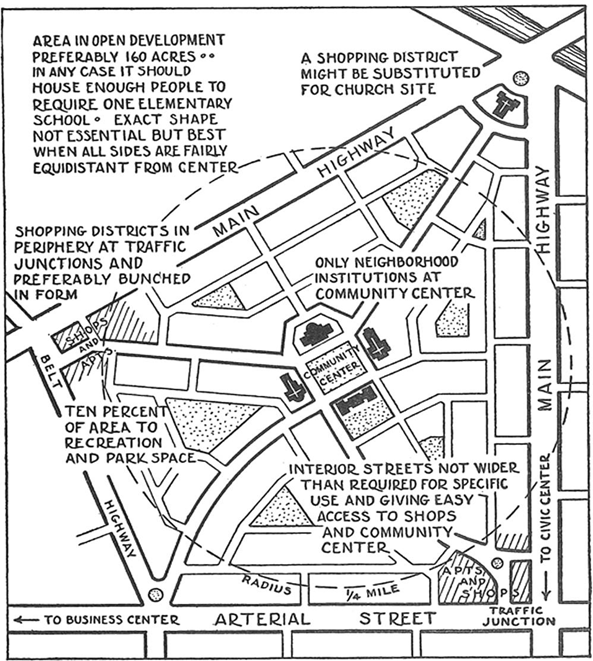 AREA IN OPEN DEVELOPMENT
PREFERABLY 160 ACRES ••
IN ANY CASE IT SHOULD
HOUSE ENOUGH PEOPLE TO
REQUIRE ONE ELEMENTARY
SCHOOL • EXACT SHAPE
NOT ESSENTIAL BUT BEST
WHEN ALL SIDES ARE FAIRLY
EQUIDISTANT FROM CENTER
A SHOPPING DISTRICT
MIGHT BE SUBSTITUTED
FOR CHURCH SITE
MAIN HIGHWAY
HIGHWAY
MAIN
SHOPPING DISTRICTS IN
PERIPHERY AT TRAFFIC
JUNCTIONS AND
PREFERABLY BUNCHED
IN FORM
ONLY NEIGHBORHOOD
INSTITUTIONS AT
COMMUNITY CENTER
SHOPS
AND
APTS
BELT
HIGHWAY
COMMUNITY
CENTER
TEN PERCENT
OF AREA TO
RECREATION
AND PARK SPACE
INTERIOR STREETS NOT WIDER
THAN REQUIRED FOR SPECIFIC
USE AND GIVING EASY
ACCESS TO SHOPS
AND COMMUNITY
CENTER
TO CIVIC CENTER
APTS
AND
SHOPS
RADIUS 1/4 MILE
TRAFFIC
JUNCTION
← TO BUSINESS CENTER
ARTERIAL STREET